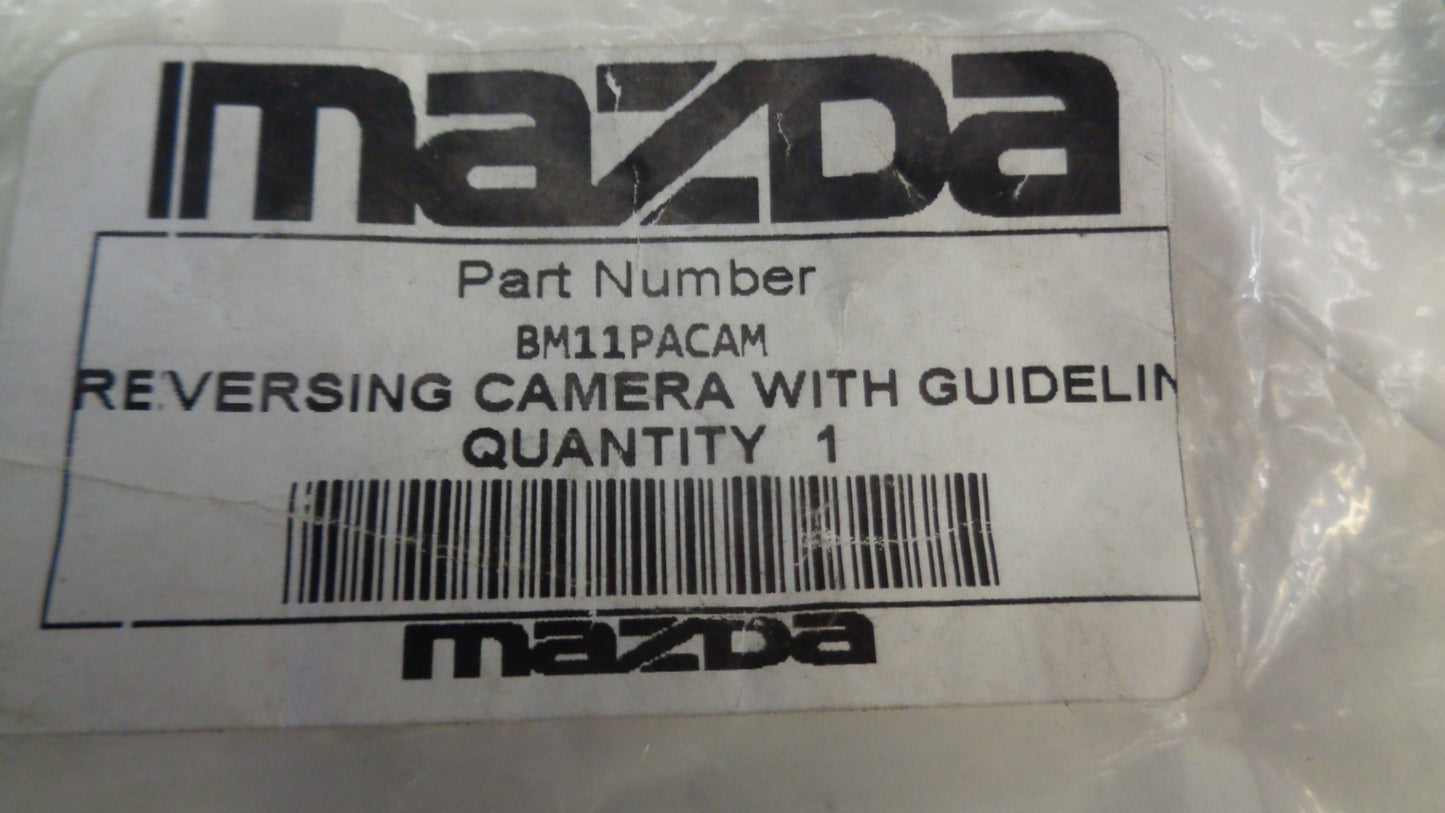 mazda
Part Number
BM11PACAM
REVERSING CAMERA WITH GUIDELIN
QUANTITY 1
mazda